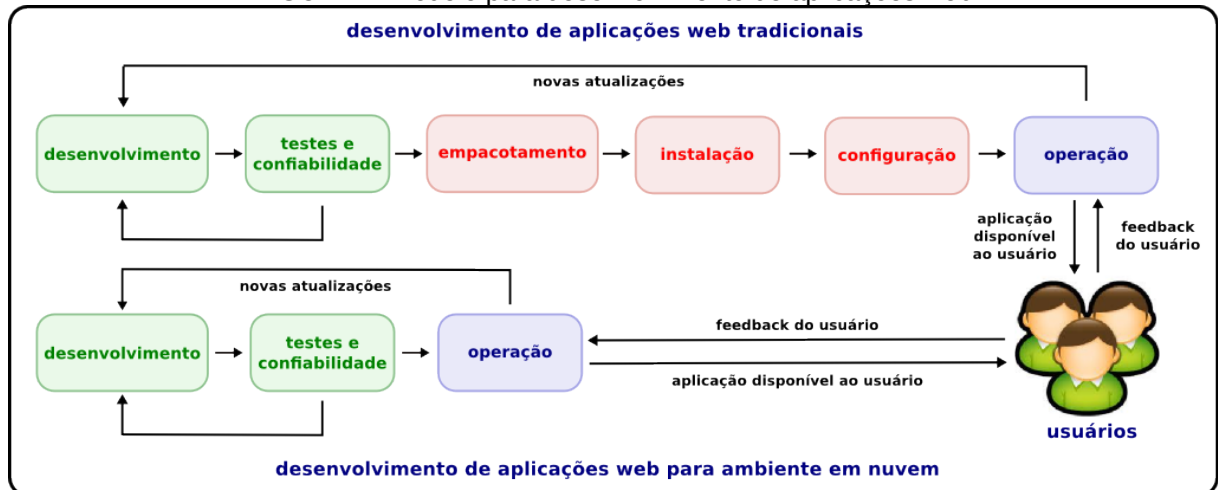 desenvolvimento de aplicações web tradicionais
novas atualizações
desenvolvimento
testes e
confiabilidade
empacotamento
instalação
configuração
operação
aplicação
disponível
ao usuário
feedback
do usuário
novas atualizações
desenvolvimento
testes e
confiabilidade
operação
feedback do usuário
aplicação disponível ao usuário
usuários
desenvolvimento de aplicações web para ambiente em nuvem